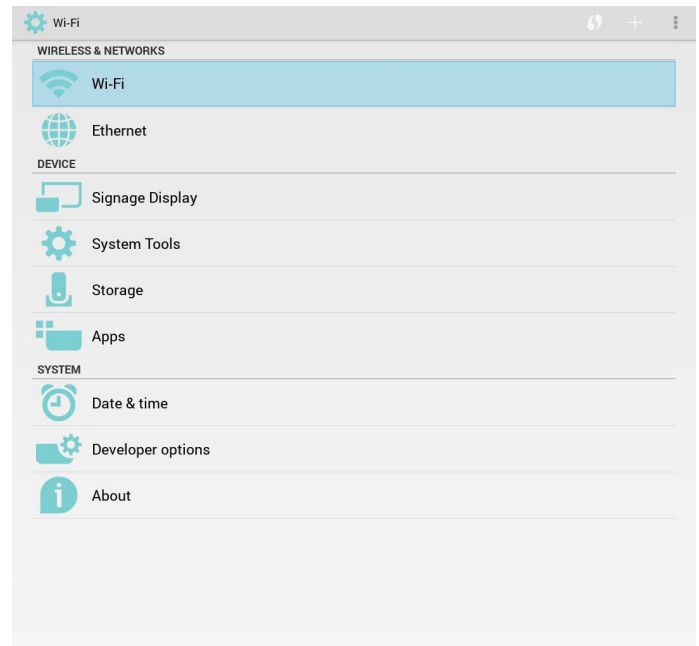 Wi-Fi
WIRELESS & NETWORKS
Wi-Fi
Ethernet
DEVICE
Signage Display
System Tools
Storage
Apps
SYSTEM
Date & time
Developer options
About